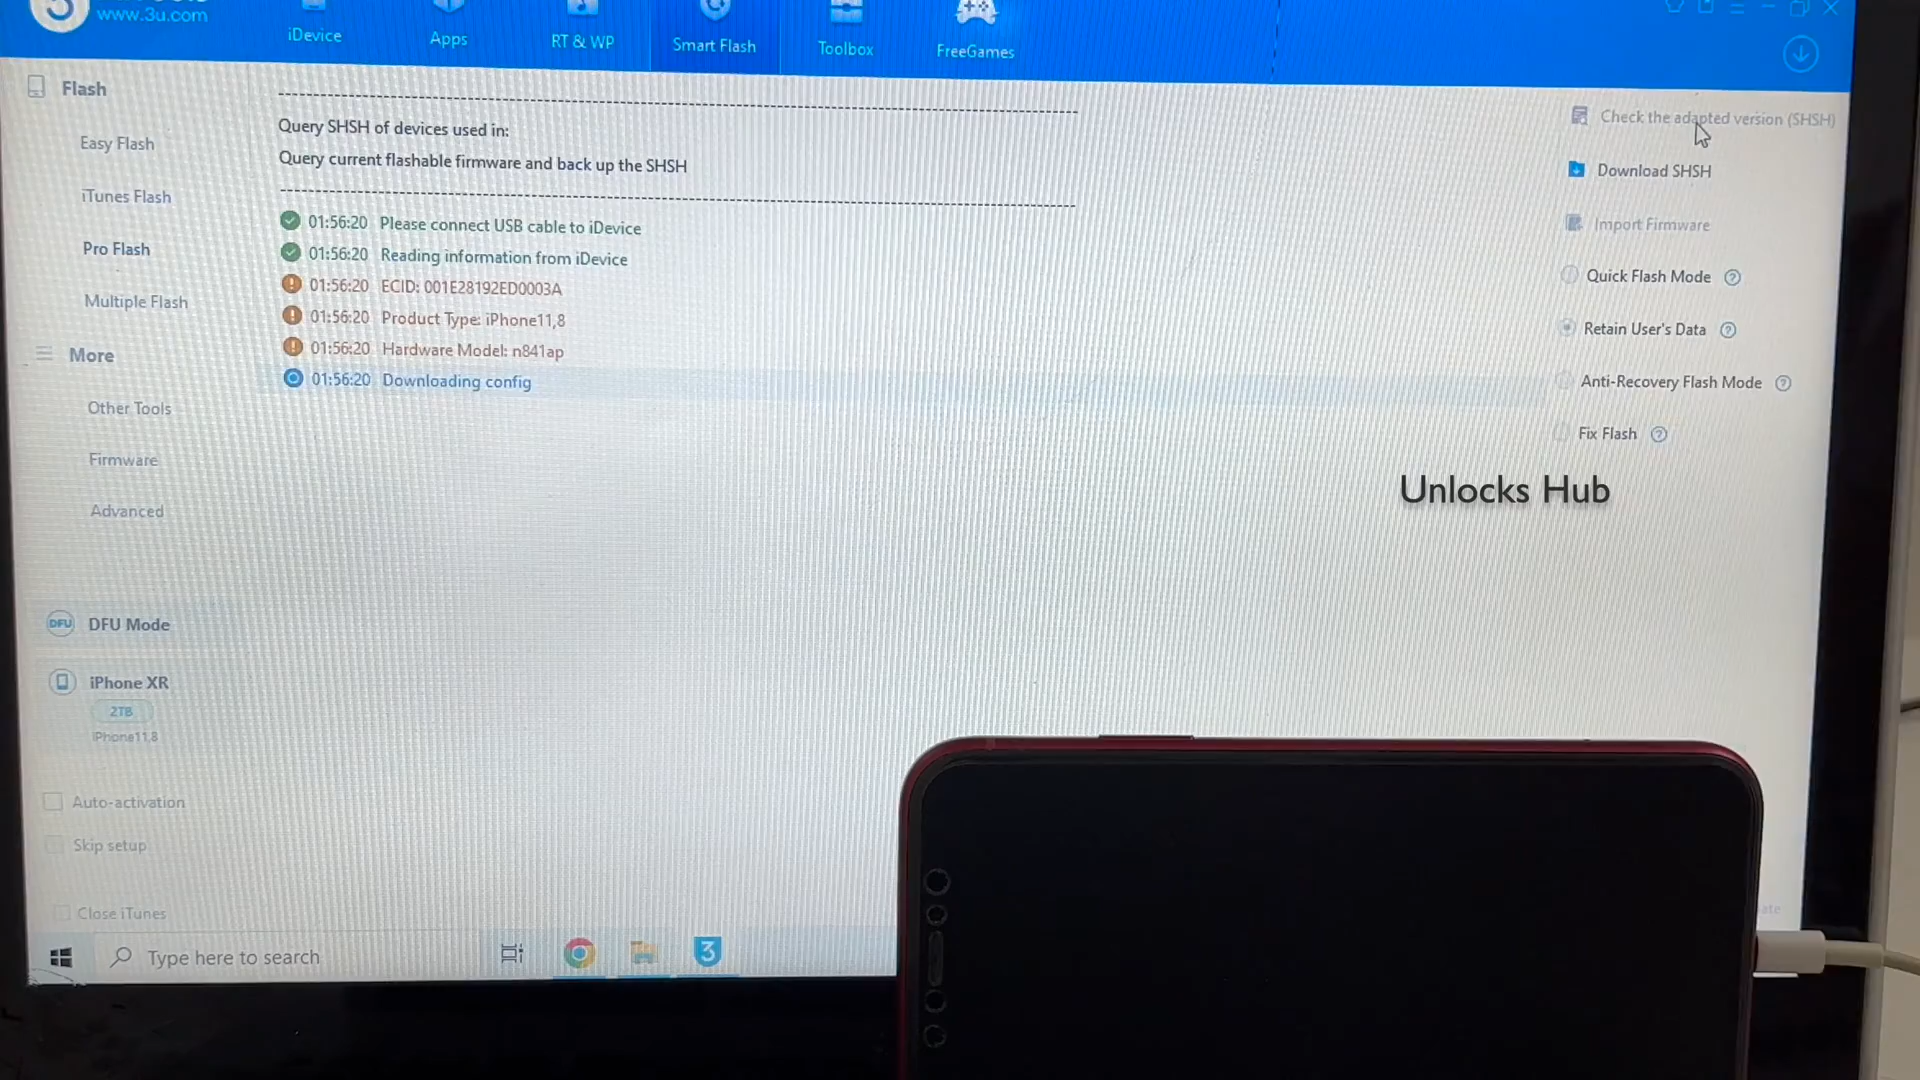 www.3u.com
iDevice
Apps
RT & WP
Smart Flash
Toolbox
FreeGames
Flash
Easy Flash
iTunes Flash
Pro Flash
Multiple Flash
More
Other Tools
Firmware
Advanced
DFU DFU Mode
iPhone XR
2TB
iPhone11,8
Auto-activation
Skip setup
Close iTunes
Query SHSH of devices used in:
Query current flashable firmware and back up the SHSH
01:56:20 Please connect USB cable to iDevice
01:56:20 Reading information from iDevice
01:56:20 ECID: 001E28192ED0003A
01:56:20 Product Type: iPhone11,8
01:56:20 Hardware Model: n841ap
01:56:20 Downloading config
Check the adapted version (SHSH)
Download SHSH
Import Firmware
Quick Flash Mode
Retain User's Data
Anti-Recovery Flash Mode
Fix Flash
Unlocks Hub
Type here to search
3